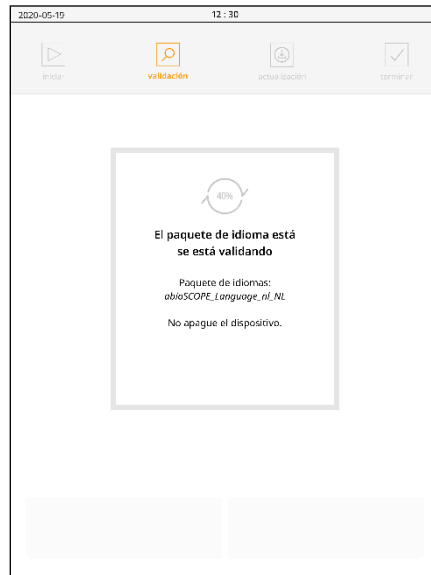 2020-05-19 12 : 30
iniciar validación actualización terminar
40%
El paquete de idioma está
se está validando
Paquete de idiomas:
abioSCOPE_Language_nl_NL
No apague el dispositivo.